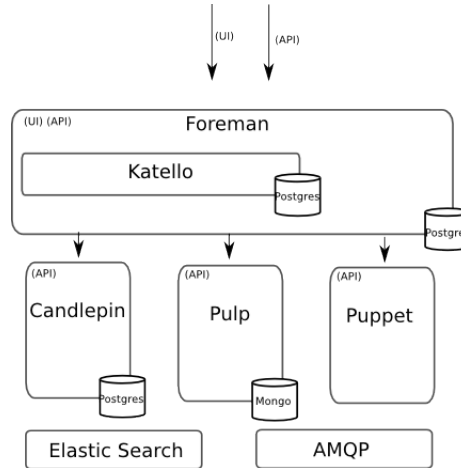 (UI)
(API)
(UI) (API)
Foreman
Katello
Postgres
Postgre
(API)
Candlepin
Postgres
(API)
Pulp
Mongo
(API)
Puppet
Elastic Search
AMQP